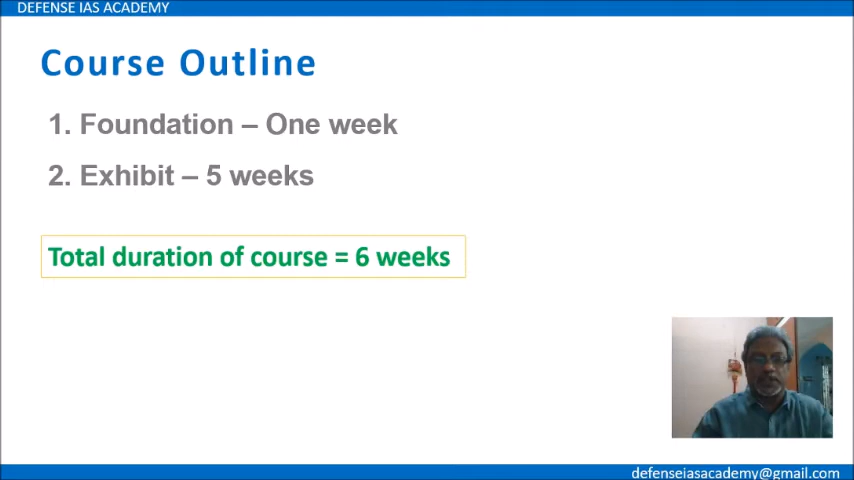 DEFENSE IAS ACADEMY
Course Outline
1. Foundation – One week
2. Exhibit – 5 weeks
Total duration of course = 6 weeks
defenseiasacademy@gmail.com